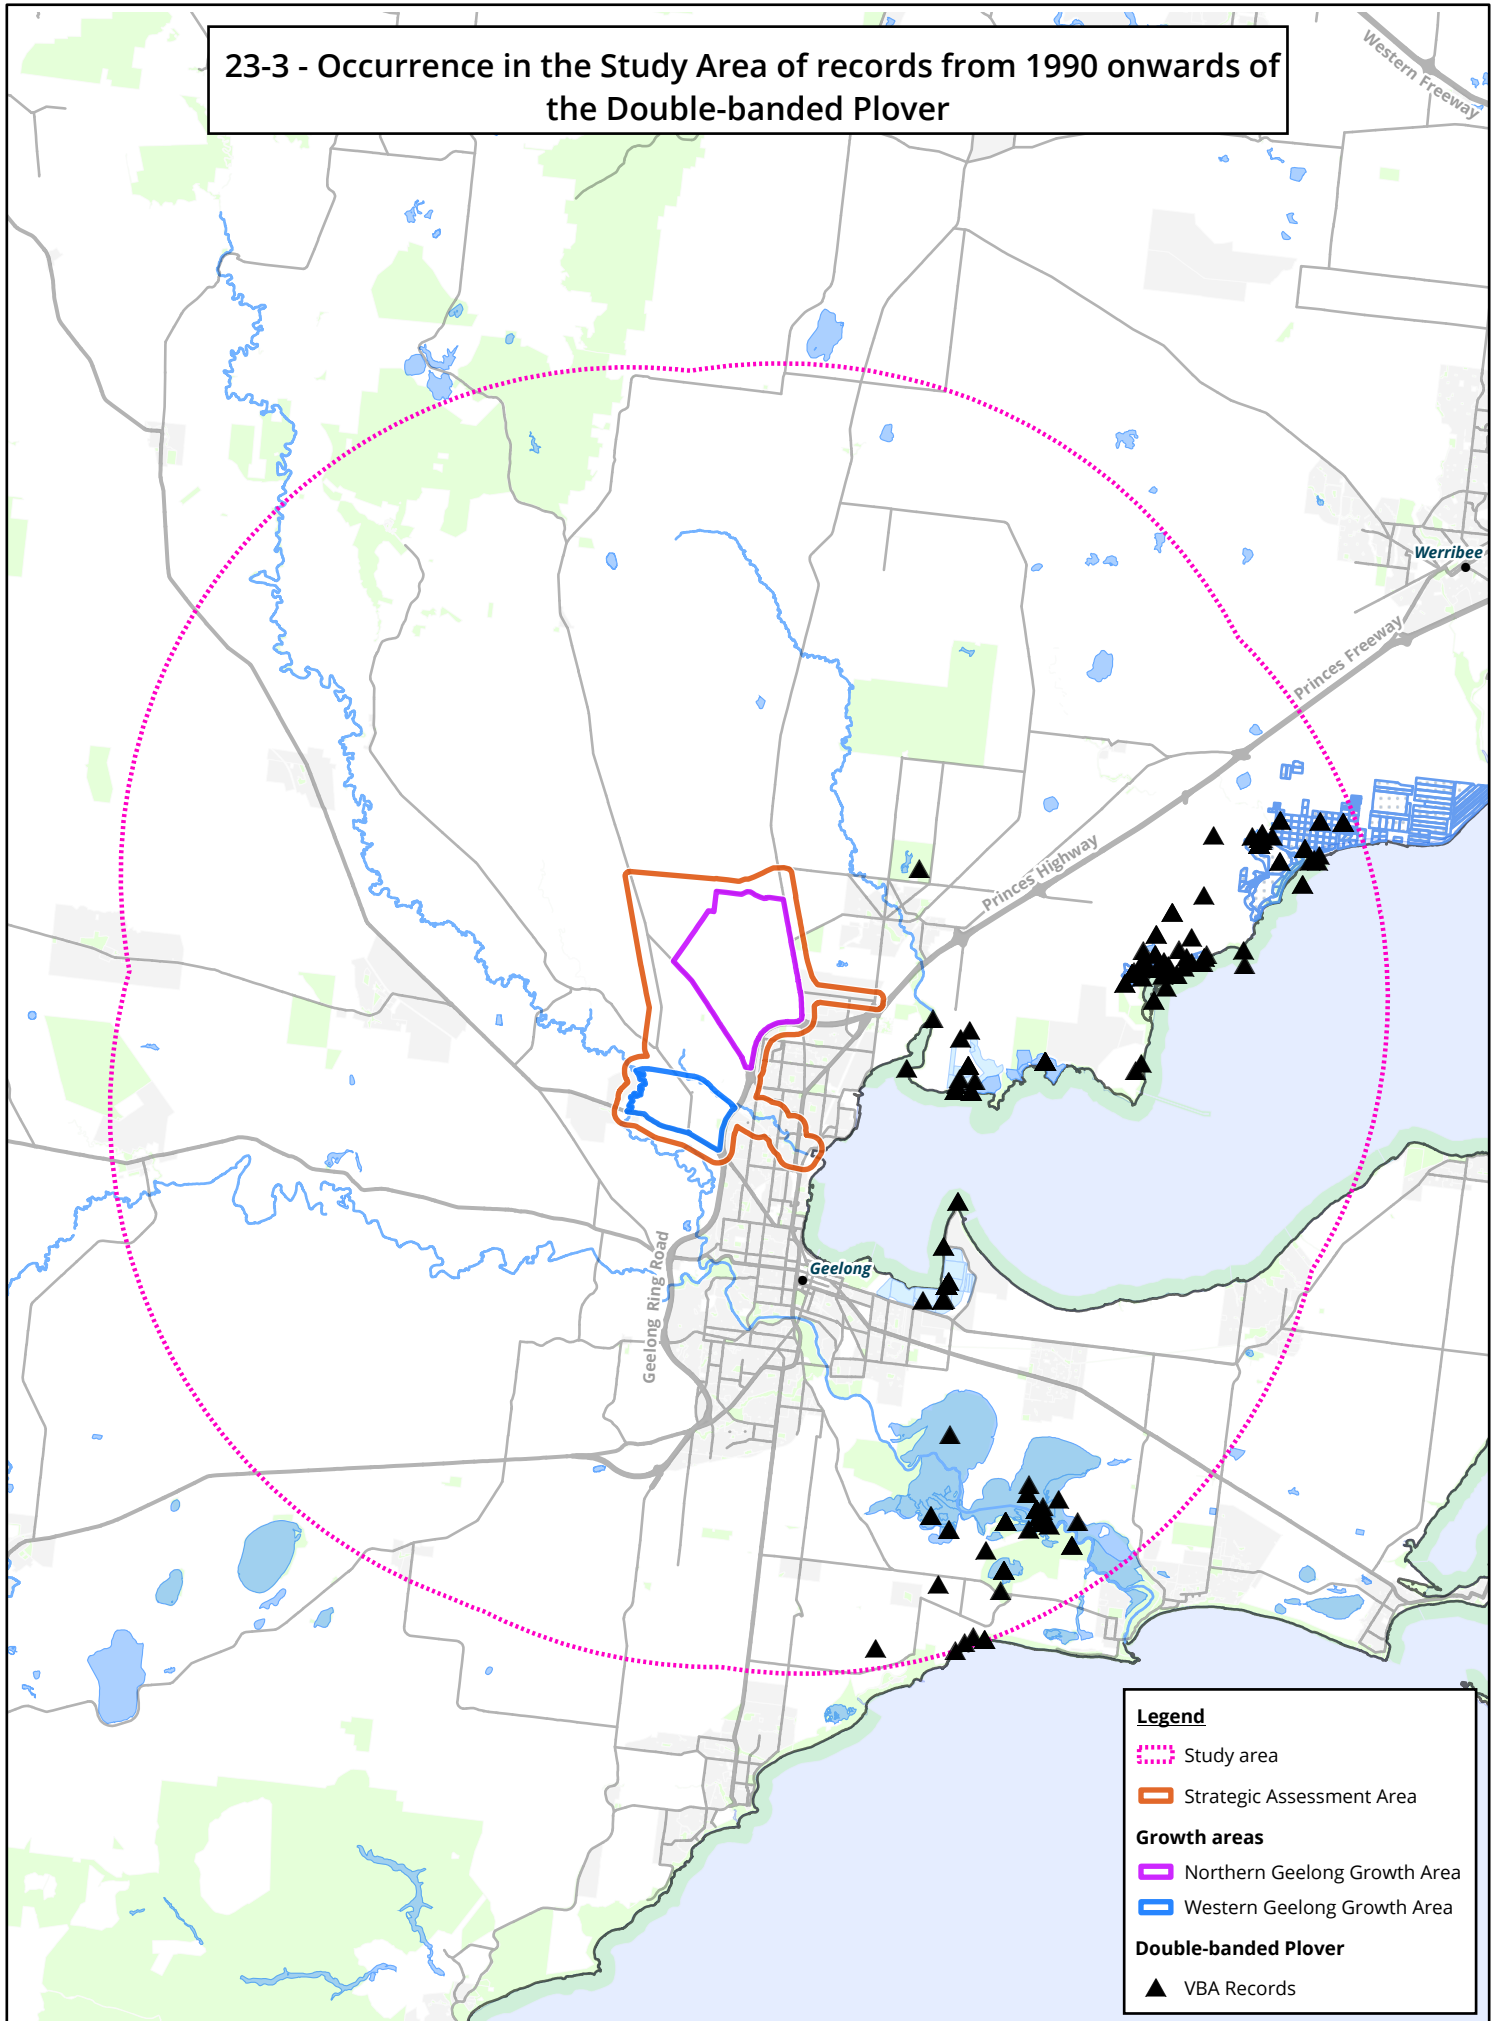 23-3 - Occurrence in the Study Area of records from 1990 onwards of
the Double-banded Plover
Western Freeway
Werribee
Princes Freeway
Princes Highway
Geelong
Geelong Ring Road
Legend
Study area
Strategic Assessment Area
Growth areas
Northern Geelong Growth Area
Western Geelong Growth Area
Double-banded Plover
VBA Records